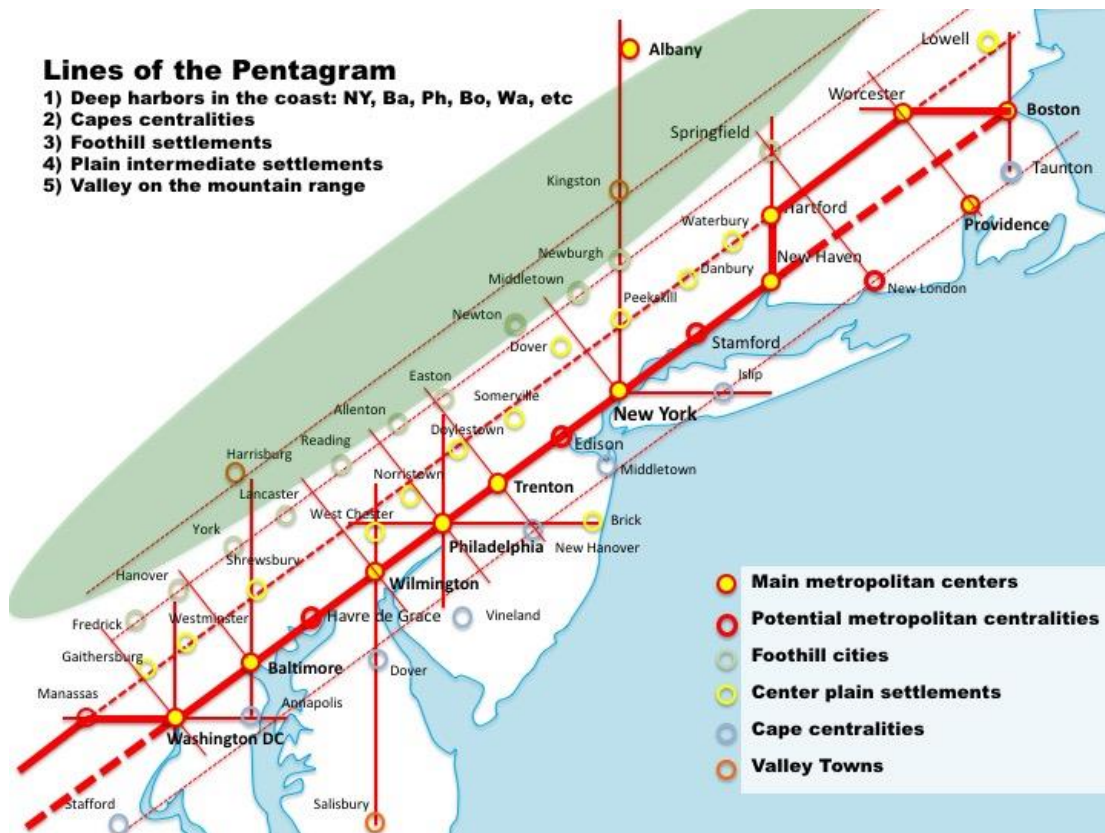 Lines of the Pentagram
1) Deep harbors in the coast: NY, Ba, Ph, Bo, Wa, etc
2) Capes centralities
3) Foothill settlements
4) Plain intermediate settlements
5) Valley on the mountain range
Albany
Lowell
Worcester
Boston
Springfield
Taunton
Kingston
Waterbury
Hartford
Providence
Newburgh
New Haven
Middletown
Danbury
New London
Peekskill
Newton
Dover
Stamford
Islip
Easton
Somerville
New York
Allenton
Doylestown
Edison
Reading
Middletown
Harrisburg
Norristown
Trenton
Lancaster
West Chester
Brick
York
Philadelphia
New Hanover
Shrewsbury
Hanover
Wilmington
Fredrick
Westminster
Havre de Grace
Vineland
Gaithersburg
Baltimore
Dover
Manassas
Annapolis
Washington DC
Stafford
Salisbury
Main metropolitan centers
Potential metropolitan centralities
Foothill cities
Center plain settlements
Cape centralities
Valley Towns